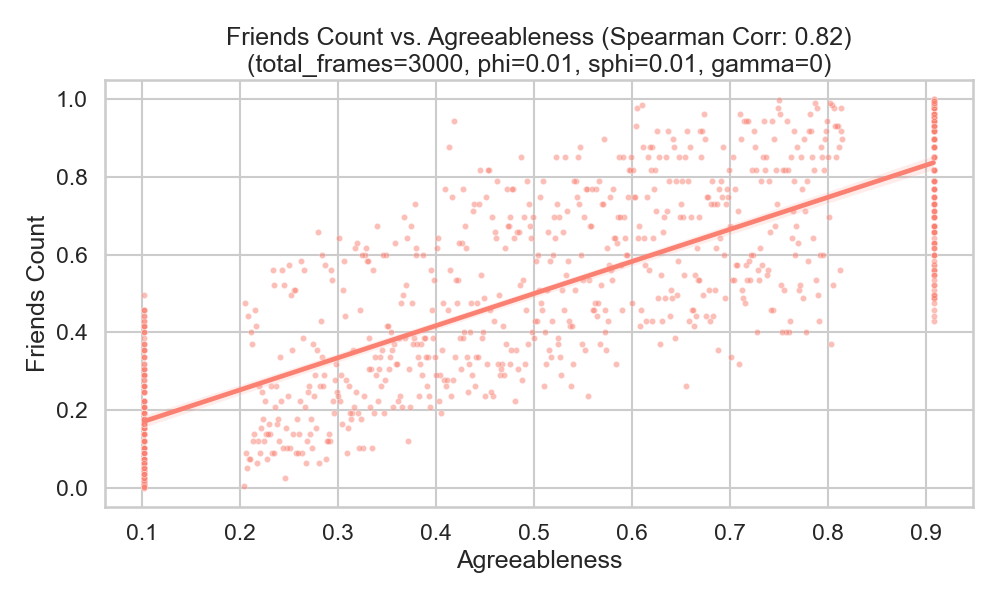 Friends Count vs. Agreeableness (Spearman Corr: 0.82)
(total_frames=3000, phi=0.01, sphi=0.01, gamma=0)
Friends Count
1.0
0.8
0.6
0.4
0.2
0.0
0.1 0.2 0.3 0.4 0.5 0.6 0.7 0.8 0.9
Agreeableness